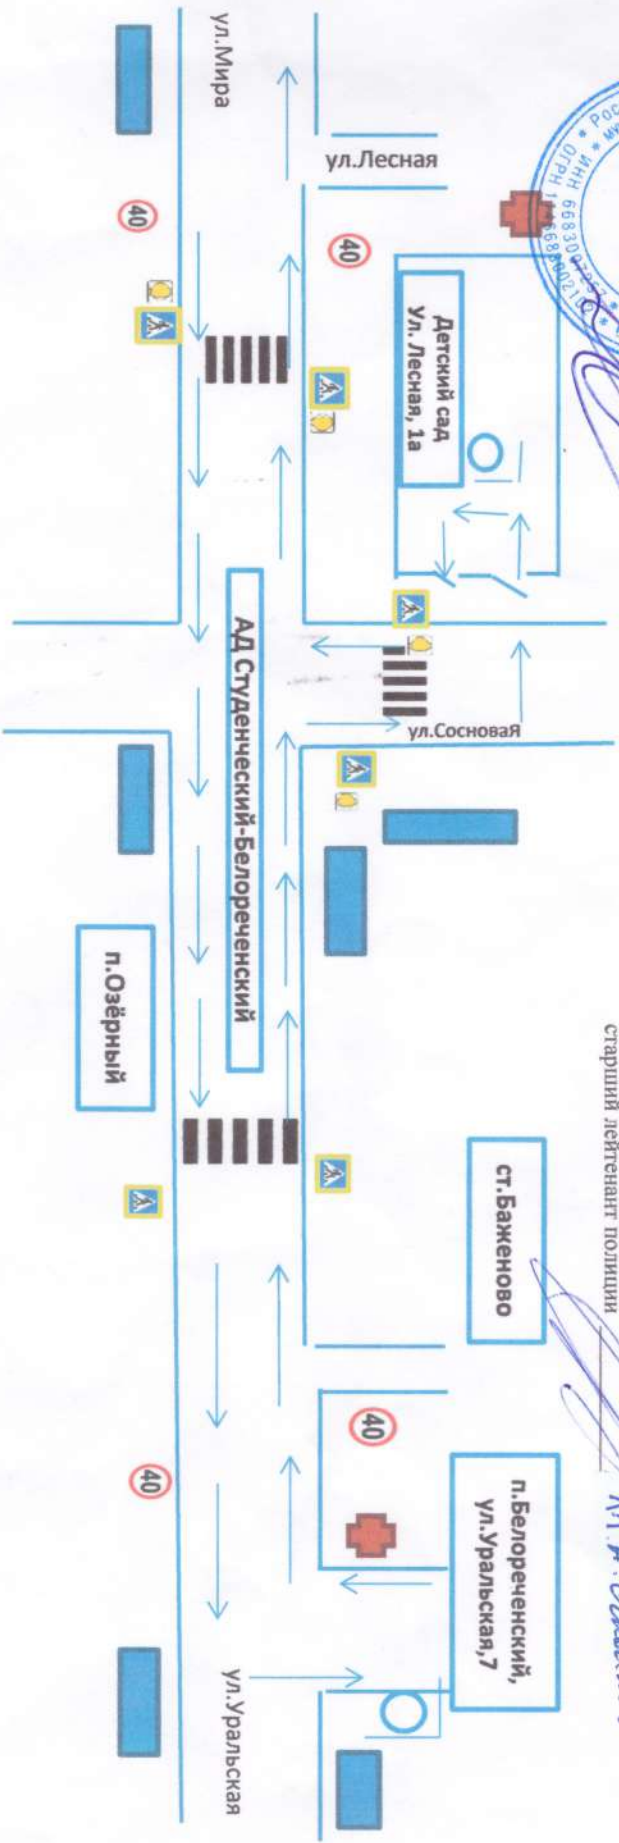 старший лейтенант полиции
ул.Мира
ул.Лесная
40
40
Детский сад
Ул. Лесная, 1а
ул.Сосновая
АД Студенческий-Белореченский
п.Озёрный
ст.Баженово
п.Белореченский,
ул.Уральская,7
40
40
ул.Уральская